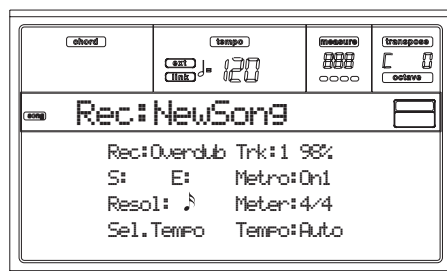 chord tempo measure transpose
ext
link
♩= 120 888 C 0
octave
song Rec:NewSong
Rec:Overdub Trk:1 98%
S: E: Metro:On1
Resol: ♪ Meter:4/4
Sel.Tempo Tempo:Auto